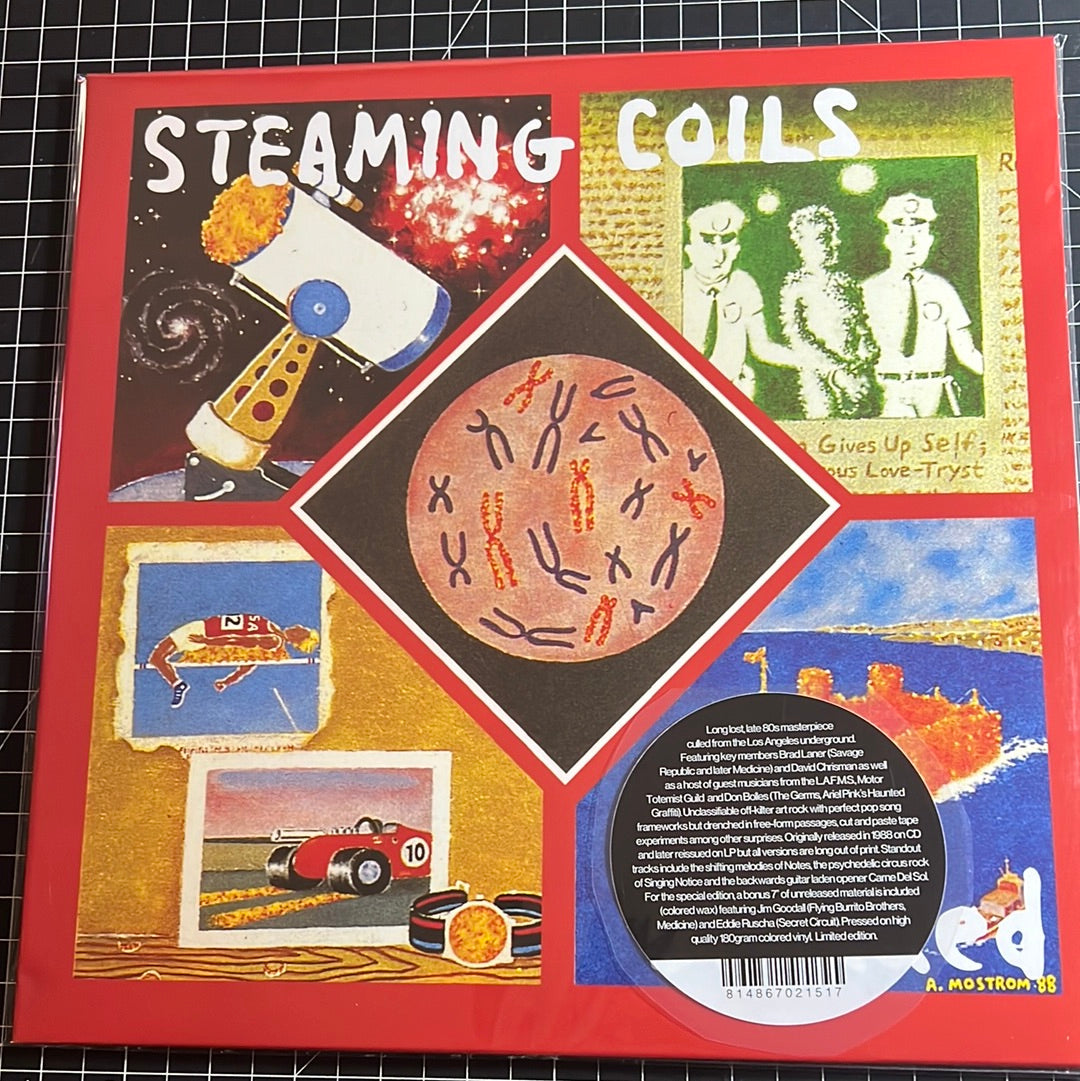 STEAMING COILS
Gives Up Self;
ous Love-Tryst
SA
10
Long lost, late 80s masterpiece
culled from the Los Angeles underground.
Featuring key members Brad Laner (Savage
Republic and later Medicine) and David Chrisman as well
as a host of guest musicians from the L.A.F.M.S., Motor
Totemist Guild and Don Bolles (The Germs, Ariel Pink's Haunted
Graffiti). Unclassifiable off-kilter art rock with perfect pop song
frameworks but drenched in free-form passages, cut and paste tape
experiments among other surprises. Originally released in 1988 on CD
and later reissued on LP but all versions are long out of print. Standout
tracks include the shifting melodies of Notes, the psychedelic circus rock
of Singing Notice and the backwards guitar laden opener Carne Del Sol.
For the special edition, a bonus 7" of unreleased material is included
(colored wax) featuring Jim Goodall (Flying Burrito Brothers,
Medicine) and Eddie Ruscha (Secret Circuit). Pressed on high
quality 180gram colored vinyl. Limited edition.
814867021517
ed
A. MOSTROM 88